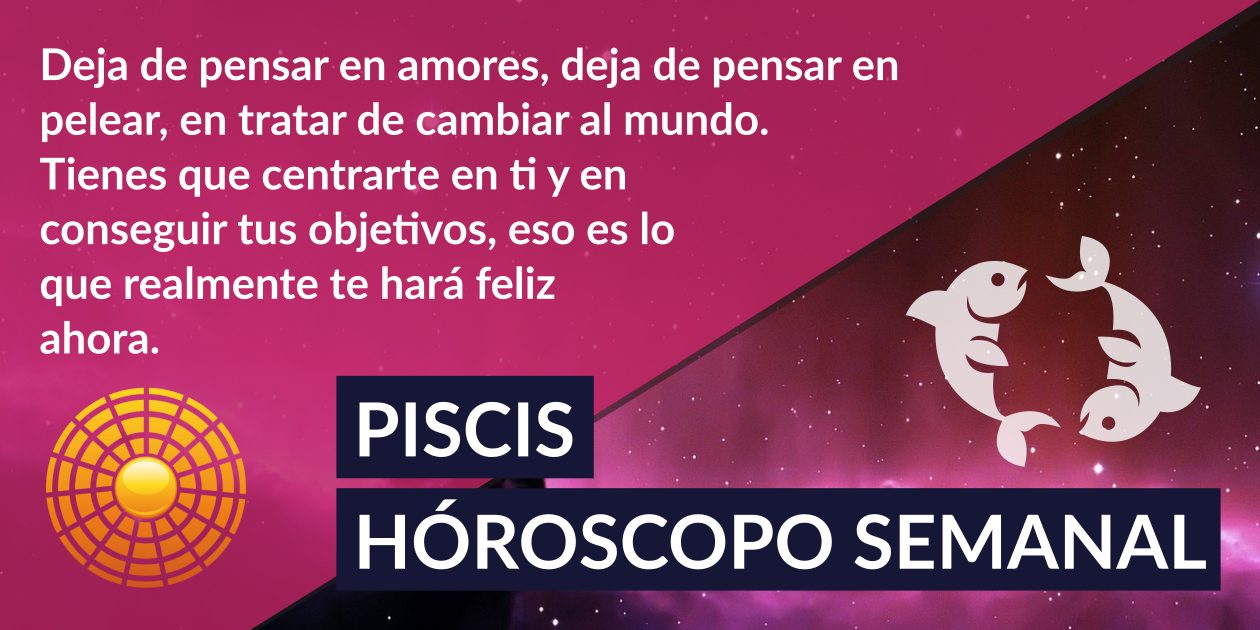 Deja de pensar en amores, deja de pensar en
pelear, en tratar de cambiar al mundo.
Tienes que centrarte en ti y en
conseguir tus objetivos, eso es lo
que realmente te hará feliz
ahora.
PISCIS
HÓROSCOPO SEMANAL